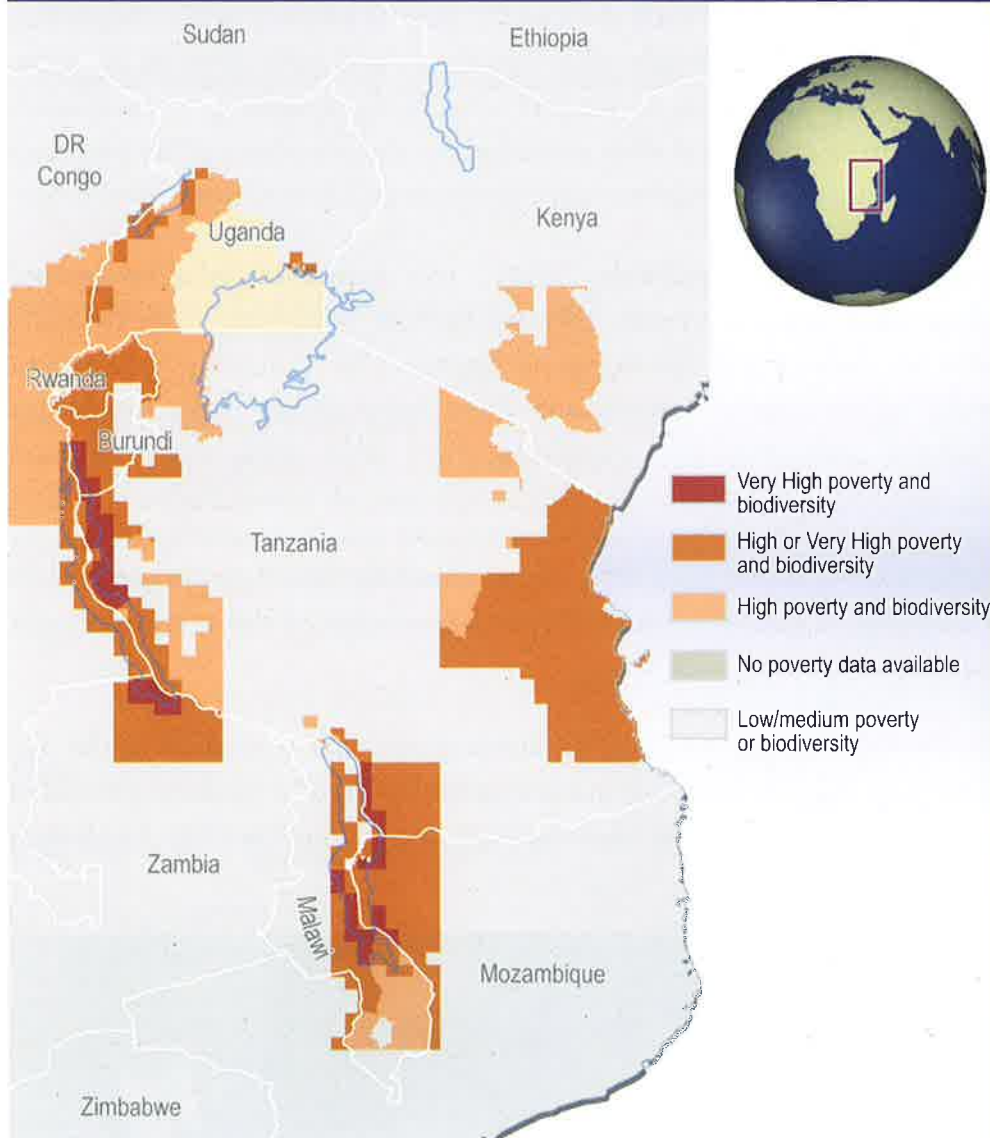 Sudan
Ethiopia
DR
Congo
Uganda
Kenya
Rwanda
Burundi
Tanzania
Zambia
Malawi
Mozambique
Zimbabwe
Very High poverty and
biodiversity
High or Very High poverty
and biodiversity
High poverty and biodiversity
No poverty data available
Low/medium poverty
or biodiversity